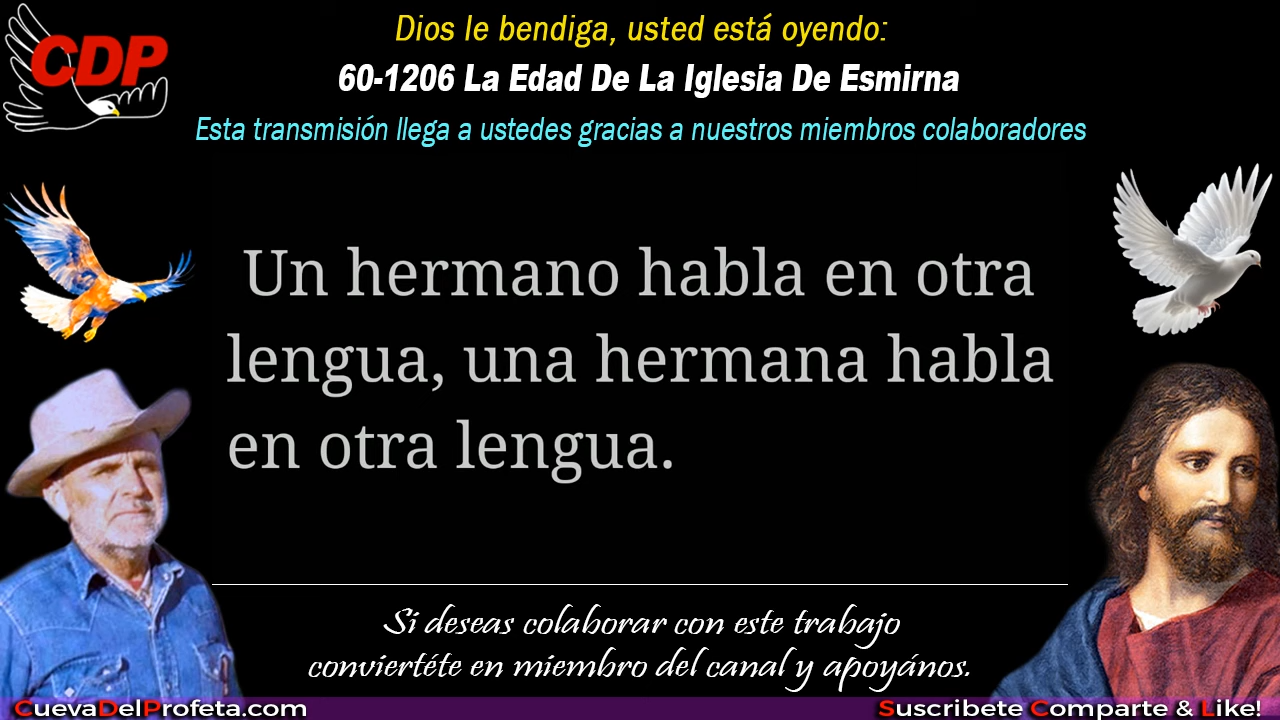 CDP
Dios le bendiga, usted está oyendo:
60-1206 La Edad De La Iglesia De Esmirna
Esta transmisión llega a ustedes gracias a nuestros miembros colaboradores
Un hermano habla en otra
lengua, una hermana habla
en otra lengua.
Si deseas colaborar con este trabajo
conviertéte en miembro del canal y apoyános.
CuevaDelProfeta.com
Suscribete Comparte & Like!